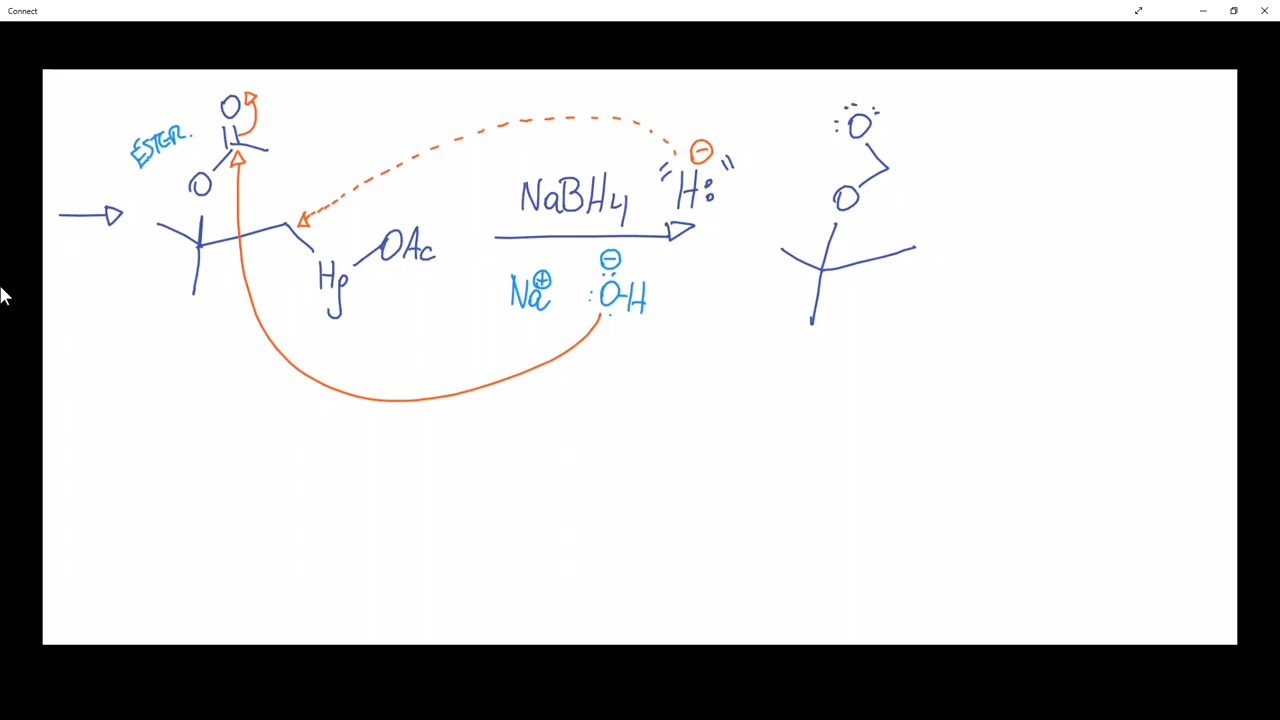 Connect
O
ESTER.
O
Hg
OAc
NaBH4
"H:"
⊖
Na⊕
⊖
:O-H
O
O